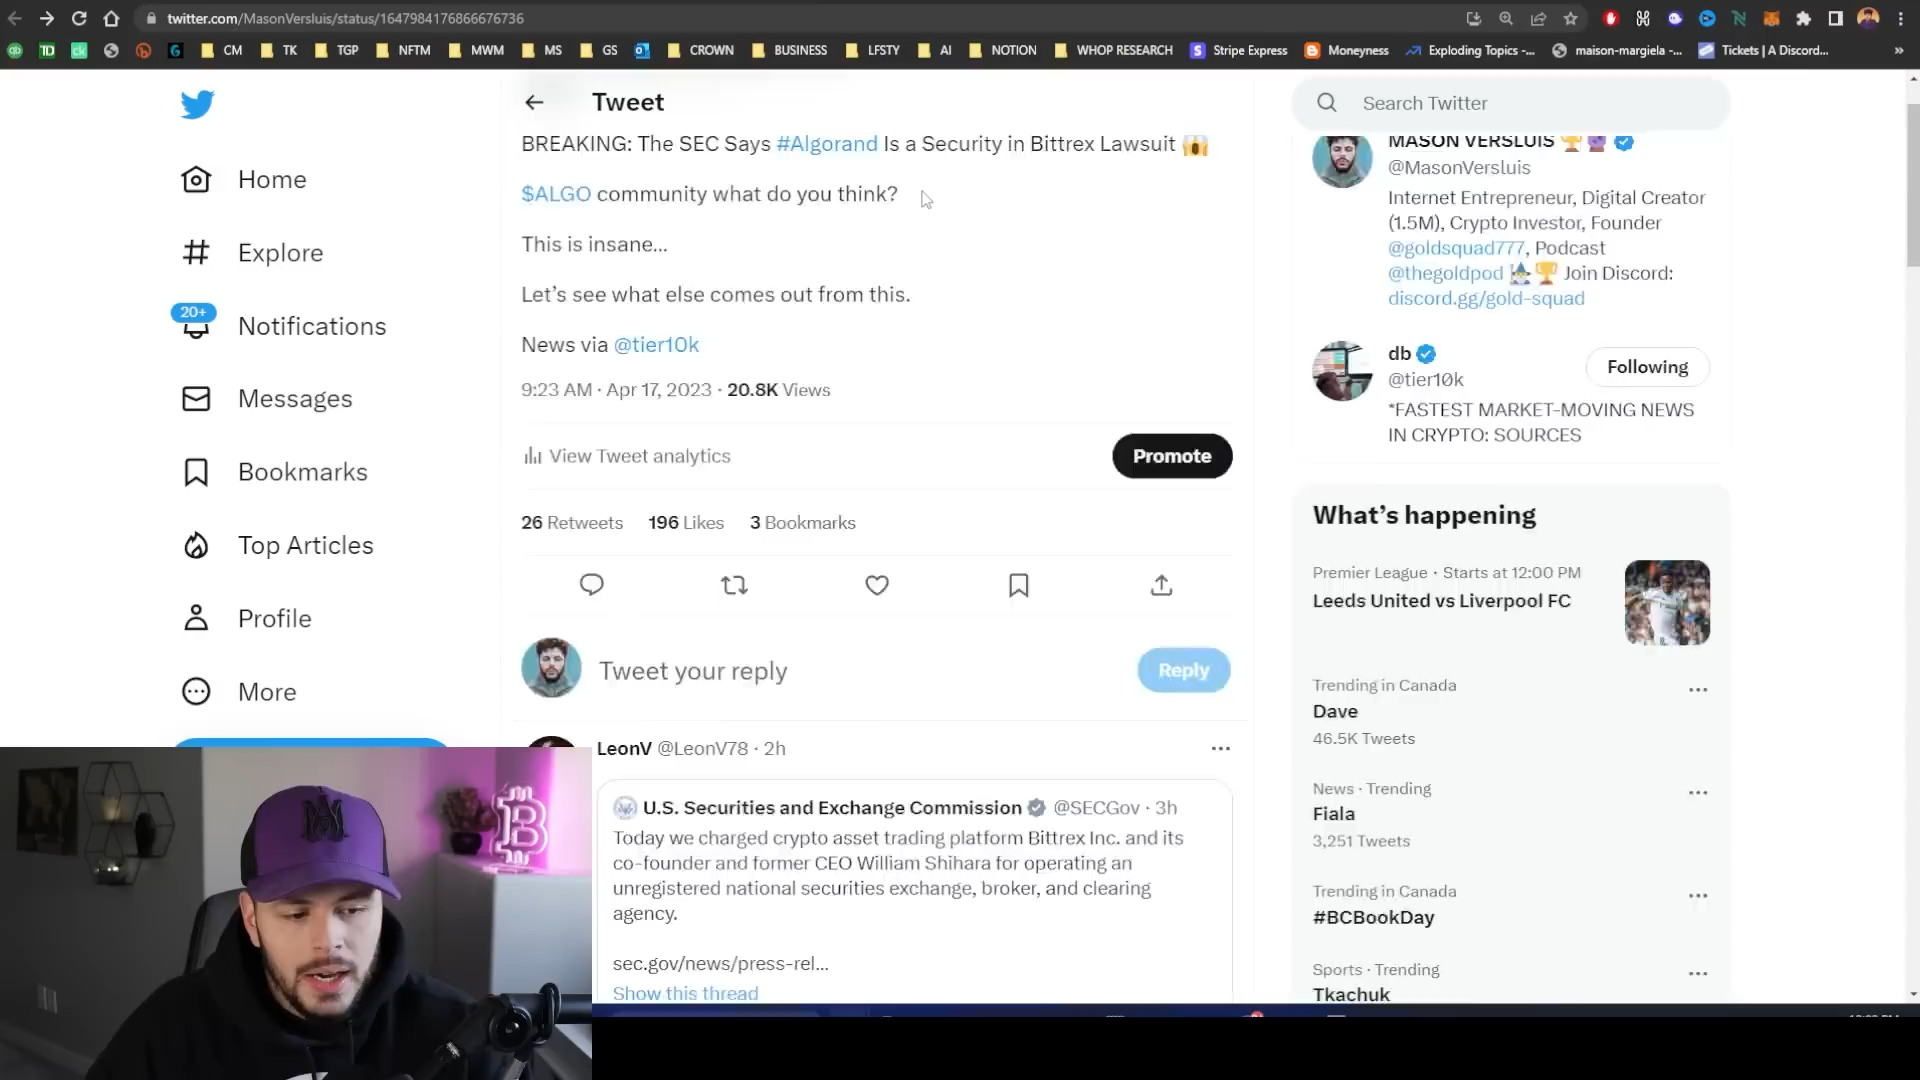 twitter.com/MasonVersluis/status/1647984176866676736
CM TK TGP NFTM MWM MS GS CROWN BUSINESS LFSTY AI NOTION WHOP RESEARCH Stripe Express Moneyness Exploding Topics -... maison-margiela -... Tickets | A Discord...
Home
Explore
20+
Notifications
Messages
Bookmarks
Top Articles
Profile
More
Tweet
BREAKING: The SEC Says #Algorand Is a Security in Bittrex Lawsuit
$ALGO community what do you think?
This is insane...
Let's see what else comes out from this.
News via @tier10k
9:23 AM · Apr 17, 2023 · 20.8K Views
View Tweet analytics
Promote
26 Retweets 196 Likes 3 Bookmarks
Tweet your reply
Reply
LeonV @LeonV78 · 2h
U.S. Securities and Exchange Commission @SECGov · 3h
Today we charged crypto asset trading platform Bittrex Inc. and its
co-founder and former CEO William Shihara for operating an
unregistered national securities exchange, broker, and clearing
agency.
sec.gov/news/press-rel...
Show this thread
Search Twitter
MASON VERSLUIS
@MasonVersluis
Internet Entrepreneur, Digital Creator
(1.5M), Crypto Investor, Founder
@goldsquad777, Podcast
@thegoldpod Join Discord:
discord.gg/gold-squad
db
@tier10k
Following
*FASTEST MARKET-MOVING NEWS
IN CRYPTO: SOURCES
What's happening
Premier League · Starts at 12:00 PM
Leeds United vs Liverpool FC
Trending in Canada
Dave
46.5K Tweets
News · Trending
Fiala
3,251 Tweets
Trending in Canada
#BCBookDay
Sports · Trending
Tkachuk